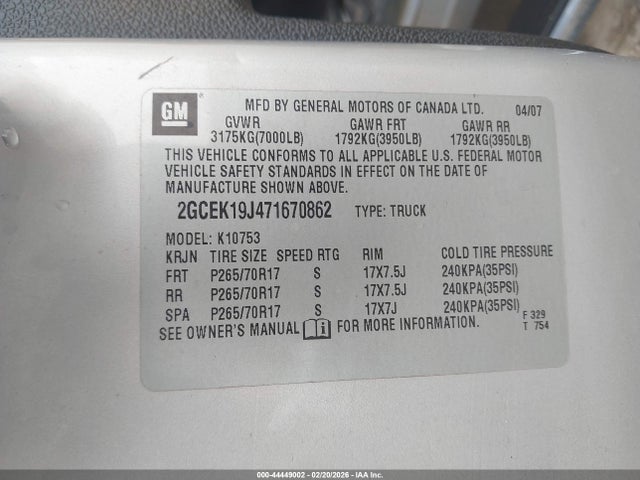 GM
MFD BY GENERAL MOTORS OF CANADA LTD. 04/07
GVWR GAWR FRT GAWR RR
3175KG(7000LB) 1792KG(3950LB) 1792KG(3950LB)
THIS VEHICLE CONFORMS TO ALL APPLICABLE U.S. FEDERAL MOTOR
VEHICLE SAFETY STANDARDS IN EFFECT ON THE DATE OF
MANUFACTURE SHOWN ABOVE.
2GCEK19J471670862 TYPE: TRUCK
MODEL: K10753
KRJN TIRE SIZE SPEED RTG RIM COLD TIRE PRESSURE
FRT P265/70R17 S 17X7.5J 240KPA(35PSI)
RR P265/70R17 S 17X7.5J 240KPA(35PSI)
SPA P265/70R17 S 17X7J 240KPA(35PSI)
SEE OWNER'S MANUAL i FOR MORE INFORMATION.
F 329
T 754
000-44449002 - 02/20/2026 - IAA Inc.